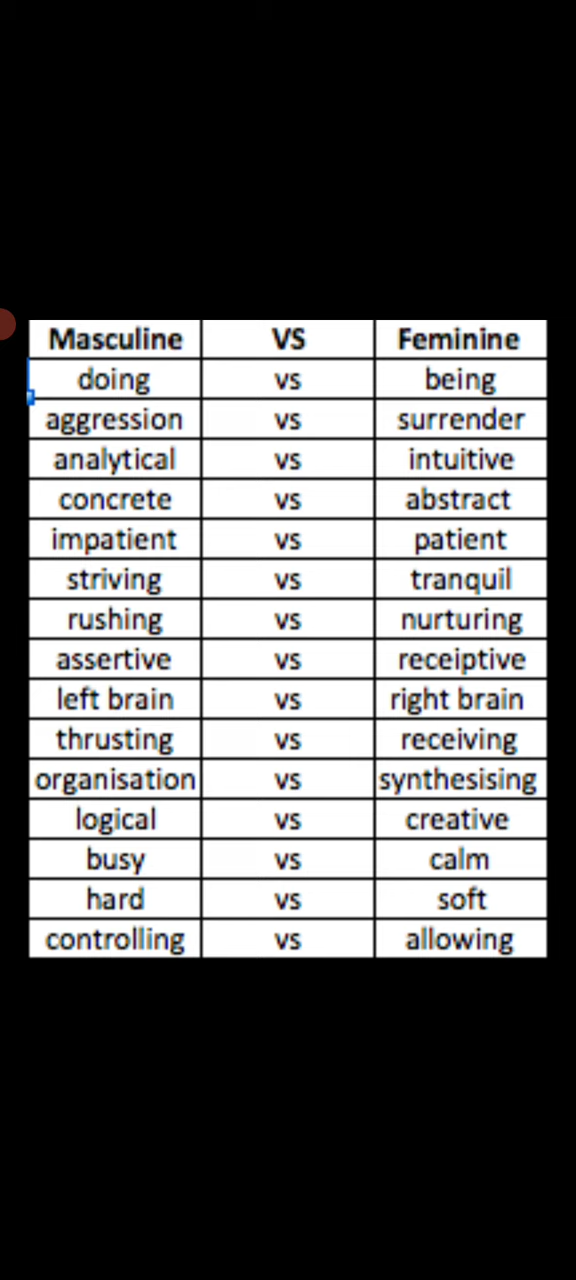 Masculine VS Feminine
doing vs being
aggression vs surrender
analytical vs intuitive
concrete vs abstract
impatient vs patient
striving vs tranquil
rushing vs nurturing
assertive vs receiptive
left brain vs right brain
thrusting vs receiving
organisation vs synthesising
logical vs creative
busy vs calm
hard vs soft
controlling vs allowing